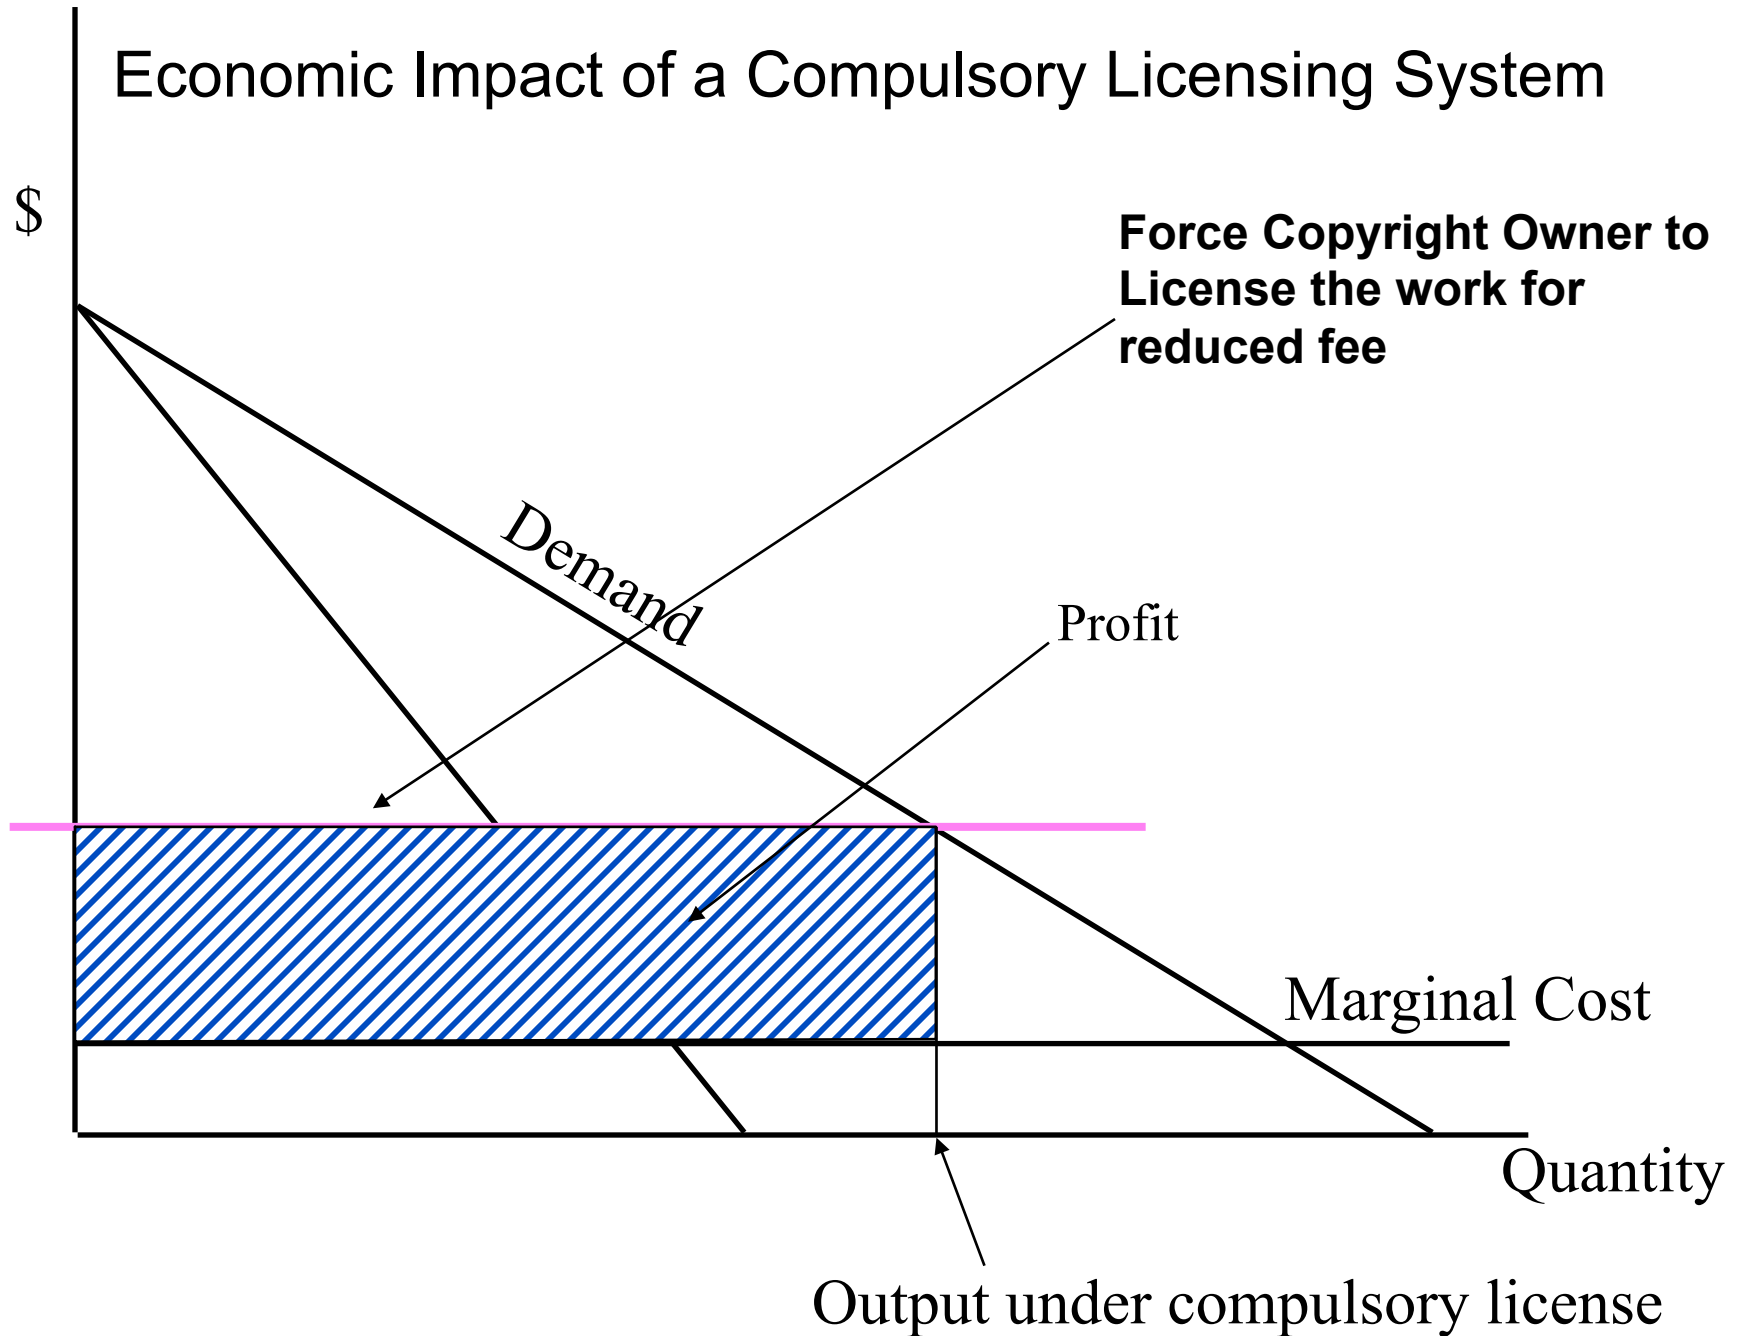 Economic Impact of a Compulsory Licensing System
$
Force Copyright Owner to
License the work for
reduced fee
Demand
Profit
Marginal Cost
Quantity
Output under compulsory license